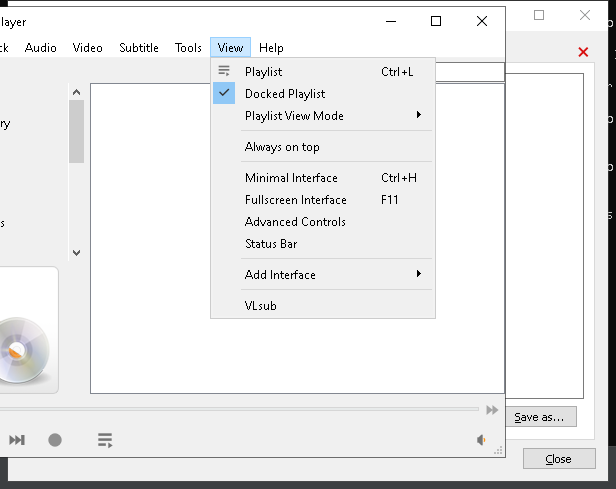 layer
ck Audio Video Subtitle Tools View Help
Playlist Ctrl+L
Docked Playlist
Playlist View Mode
Always on top
Minimal Interface Ctrl+H
Fullscreen Interface F11
Advanced Controls
Status Bar
Add Interface
VLsub
ry
s
Save as...
Close